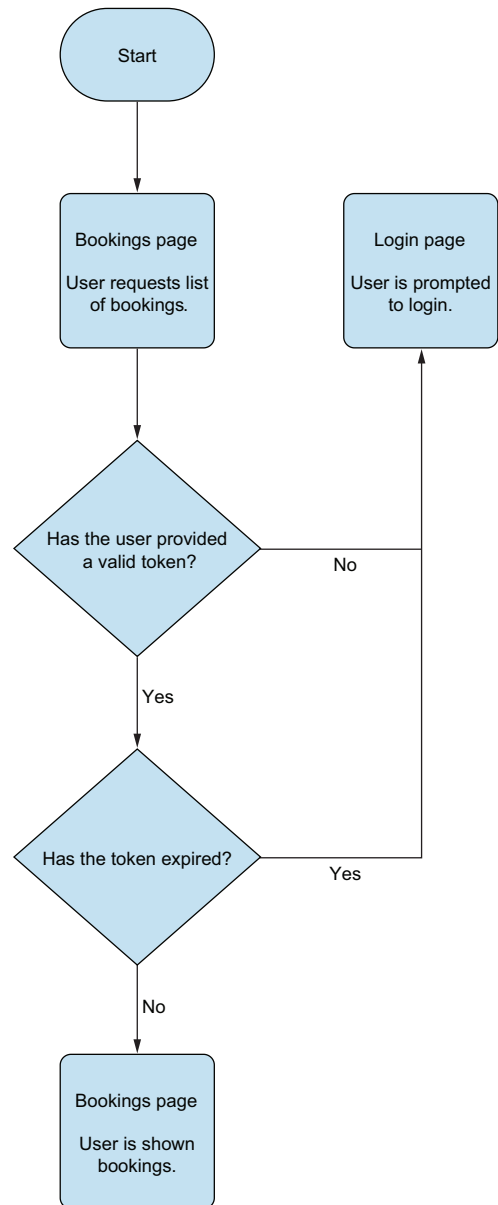 Start
Bookings page
User requests list
of bookings.
Login page
User is prompted
to login.
Has the user provided
a valid token?
No
Yes
Has the token expired?
Yes
No
Bookings page
User is shown
bookings.